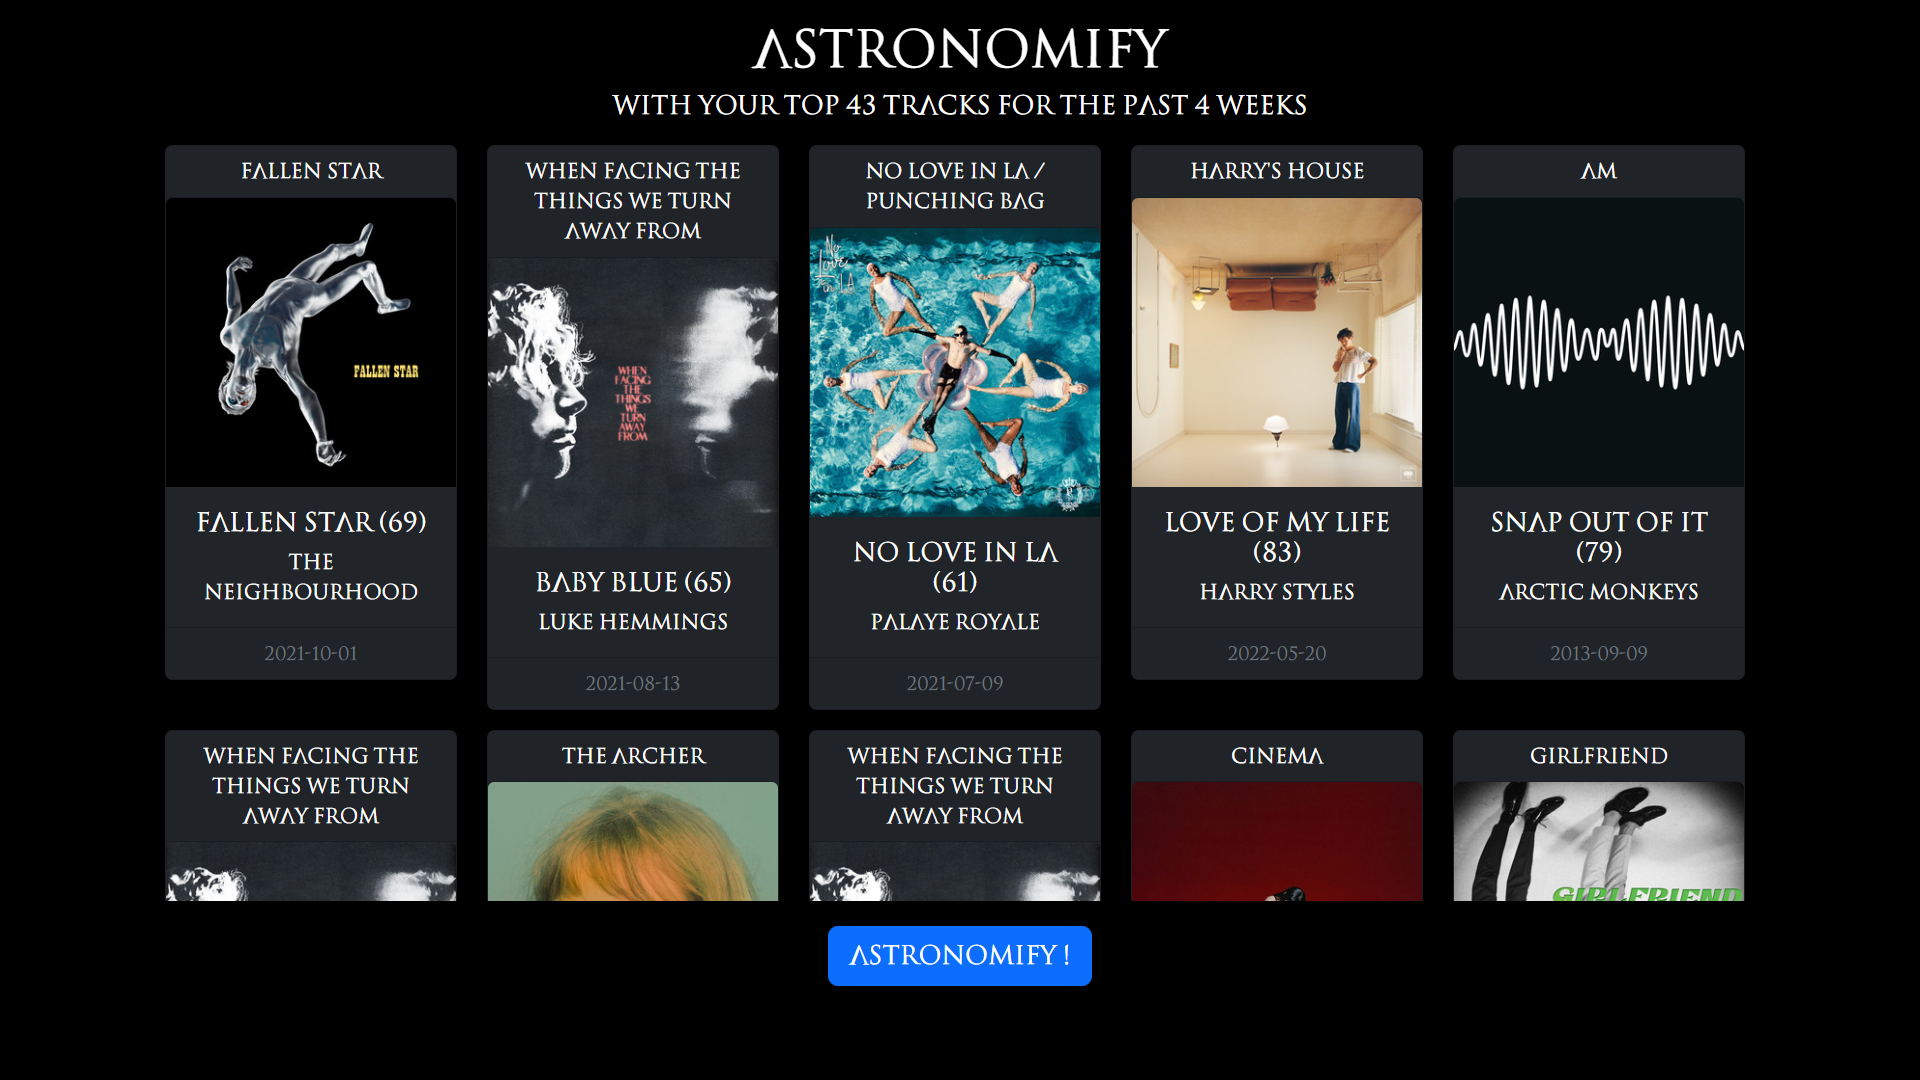 ASTRONOMIFY
WITH YOUR TOP 43 TRACKS FOR THE PAST 4 WEEKS
FALLEN STAR
FALLEN STAR
FALLEN STAR (69)
THE
NEIGHBOURHOOD
2021-10-01
WHEN FACING THE
THINGS WE TURN
AWAY FROM
WHEN
FACING
THE
THINGS
WE
TURN
AWAY
FROM
BABY BLUE (65)
LUKE HEMMINGS
2021-08-13
NO LOVE IN LA /
PUNCHING BAG
No
Love
in LA
NO LOVE IN LA
(61)
PALAYE ROYALE
2021-07-09
HARRY'S HOUSE
LOVE OF MY LIFE
(83)
HARRY STYLES
2022-05-20
AM
SNAP OUT OF IT
(79)
ARCTIC MONKEYS
2013-09-09
WHEN FACING THE
THINGS WE TURN
AWAY FROM
THE ARCHER
WHEN FACING THE
THINGS WE TURN
AWAY FROM
CINEMA
GIRLFRIEND
GIRLFRIEND
ASTRONOMIFY !